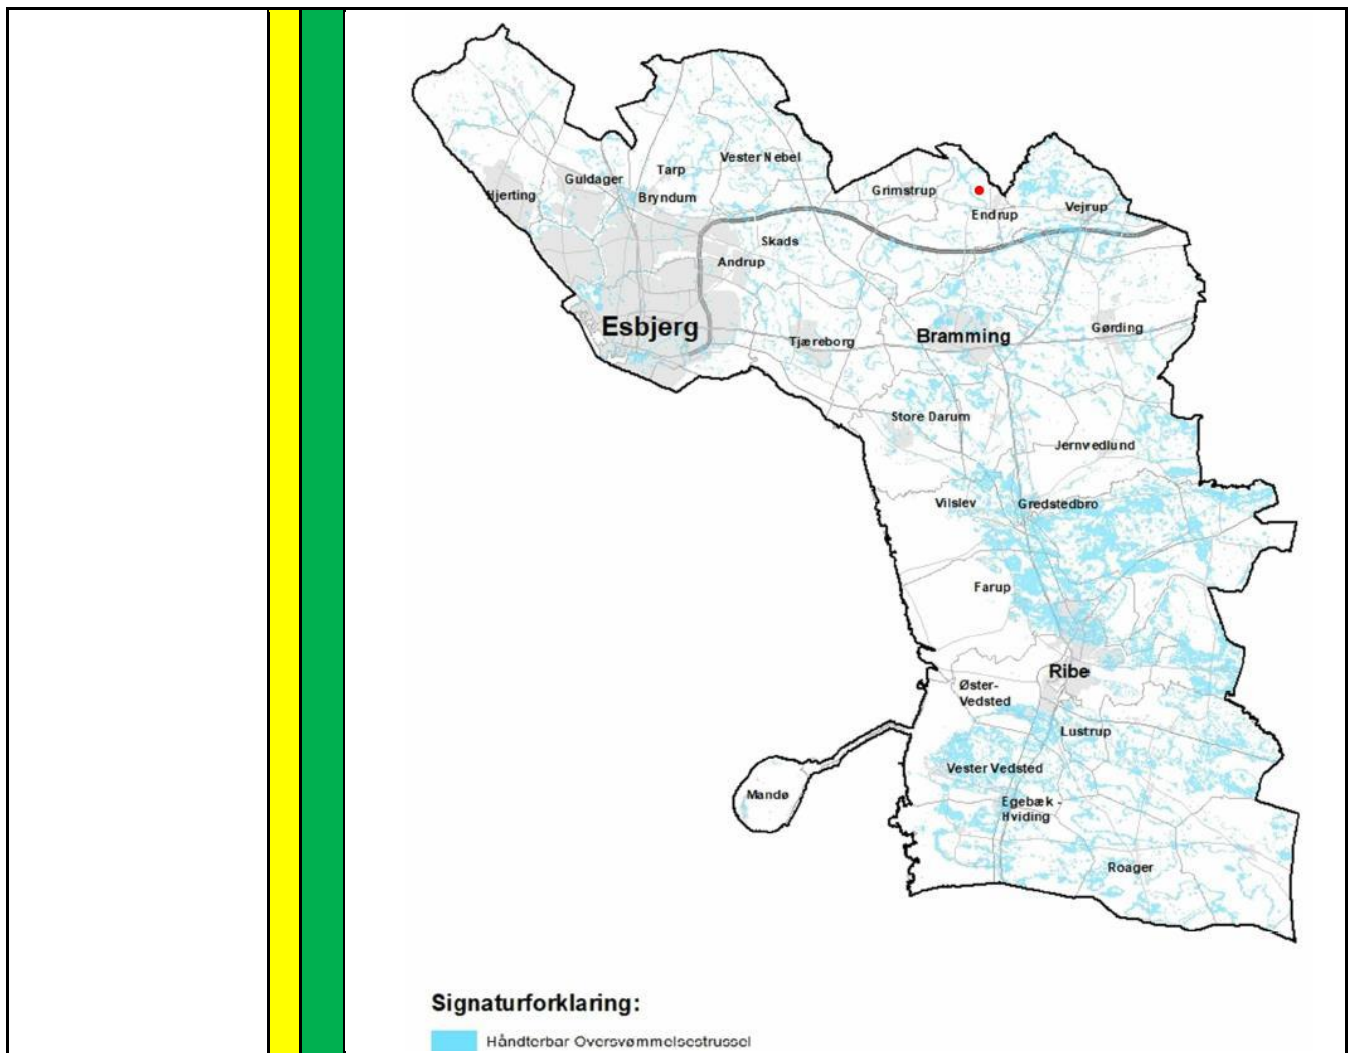 Vester Nebel
Tarp
Guldager
Hjerting
Bryndum
Grimstrup
Endrup
Vejrup
Skads
Andrup
Esbjerg
Tjæreborg
Bramming
Gørding
Store Darum
Jernvedlund
Vilslev
Gredstedbro
Farup
Ribe
Øster-
Vedsted
Lustrup
Vester Vedsted
Mandø
Egebæk -
Hviding
Roager
Signaturforklaring:
Håndterbar Oversvømmelsestrussel